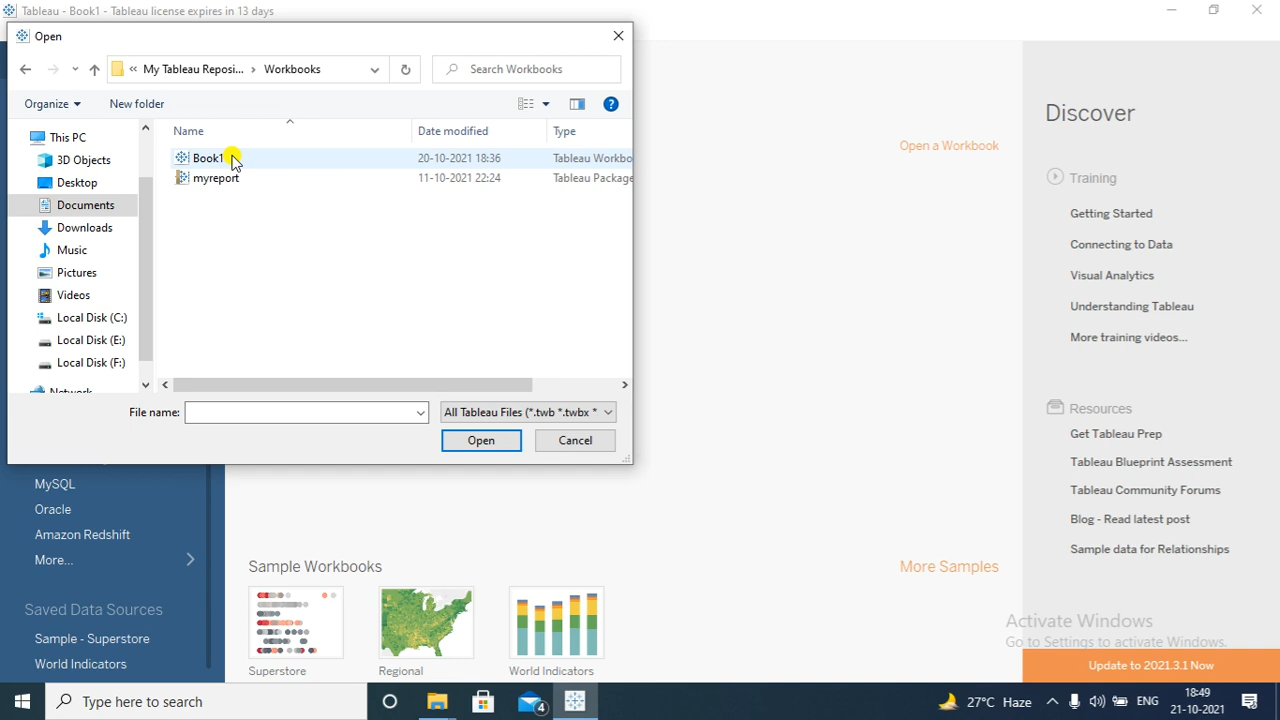 Tableau - Book1 - Tableau license expires in 13 days
Open
My Tableau Reposi... > Workbooks
Search Workbooks
Organize
New folder
Name
Date modified
Type
This PC
3D Objects
Desktop
Documents
Downloads
Music
Pictures
Videos
Local Disk (C:)
Local Disk (E:)
Local Disk (F:)
Network
Book1 20-10-2021 18:36 Tableau Workbo
myreport 11-10-2021 22:24 Tableau Package
File name:
All Tableau Files (*.twb *.twbx *
Open
Cancel
MySQL
Oracle
Amazon Redshift
More...
Saved Data Sources
Sample - Superstore
World Indicators
Open a Workbook
Sample Workbooks
More Samples
Superstore
Regional
World Indicators
Discover
Training
Getting Started
Connecting to Data
Visual Analytics
Understanding Tableau
More training videos...
Resources
Get Tableau Prep
Tableau Blueprint Assessment
Tableau Community Forums
Blog - Read latest post
Sample data for Relationships
Activate Windows
Go to Settings to activate Windows.
Update to 2021.3.1 Now
Type here to search
4
27°C Haze
ENG
18:49
21-10-2021